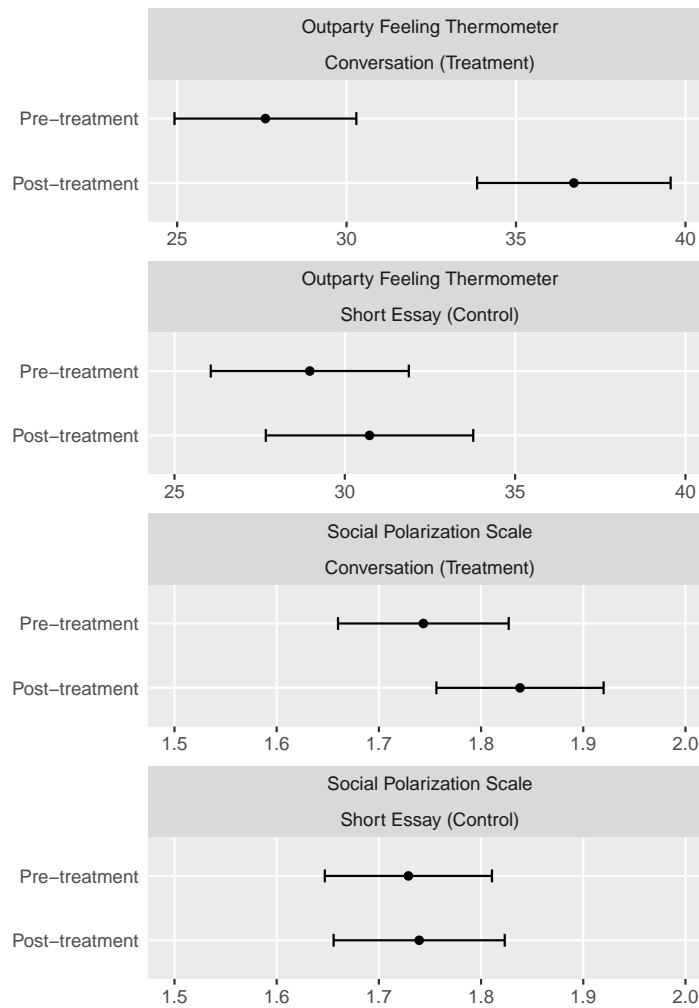 Outparty Feeling Thermometer
Conversation (Treatment)
Pre−treatment
Post−treatment
25 30 35 40
Outparty Feeling Thermometer
Short Essay (Control)
Pre−treatment
Post−treatment
25 30 35 40
Social Polarization Scale
Conversation (Treatment)
Pre−treatment
Post−treatment
1.5 1.6 1.7 1.8 1.9 2.0
Social Polarization Scale
Short Essay (Control)
Pre−treatment
Post−treatment
1.5 1.6 1.7 1.8 1.9 2.0